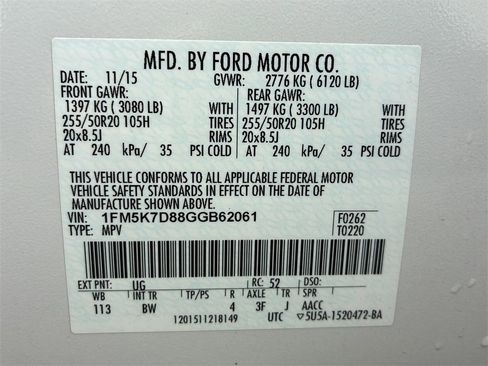 MFD. BY FORD MOTOR CO.
DATE: 11/15 GVWR: 2776 KG ( 6120 LB)
FRONT GAWR: REAR GAWR:
1397 KG ( 3080 LB) WITH 1497 KG ( 3300 LB) WITH
255/50R20 105H TIRES 255/50R20 105H TIRES
20x8.5J RIMS 20x8.5J RIMS
AT 240 kPa/ 35 PSI COLD AT 240 kPa/ 35 PSI COLD
THIS VEHICLE CONFORMS TO ALL APPLICABLE FEDERAL MOTOR
VEHICLE SAFETY STANDARDS IN EFFECT ON THE DATE OF
MANUFACTURE SHOWN ABOVE.
VIN: 1FM5K7D88GGB62061 F0262
TYPE: MPV T0220
EXT PNT: UG RC: 52 DSO:
WB INT TR TP/PS R AXLE TR SPR
113 BW 4 3F J AACC
1201511218149 UTC ▽5U5A-1520472-BA